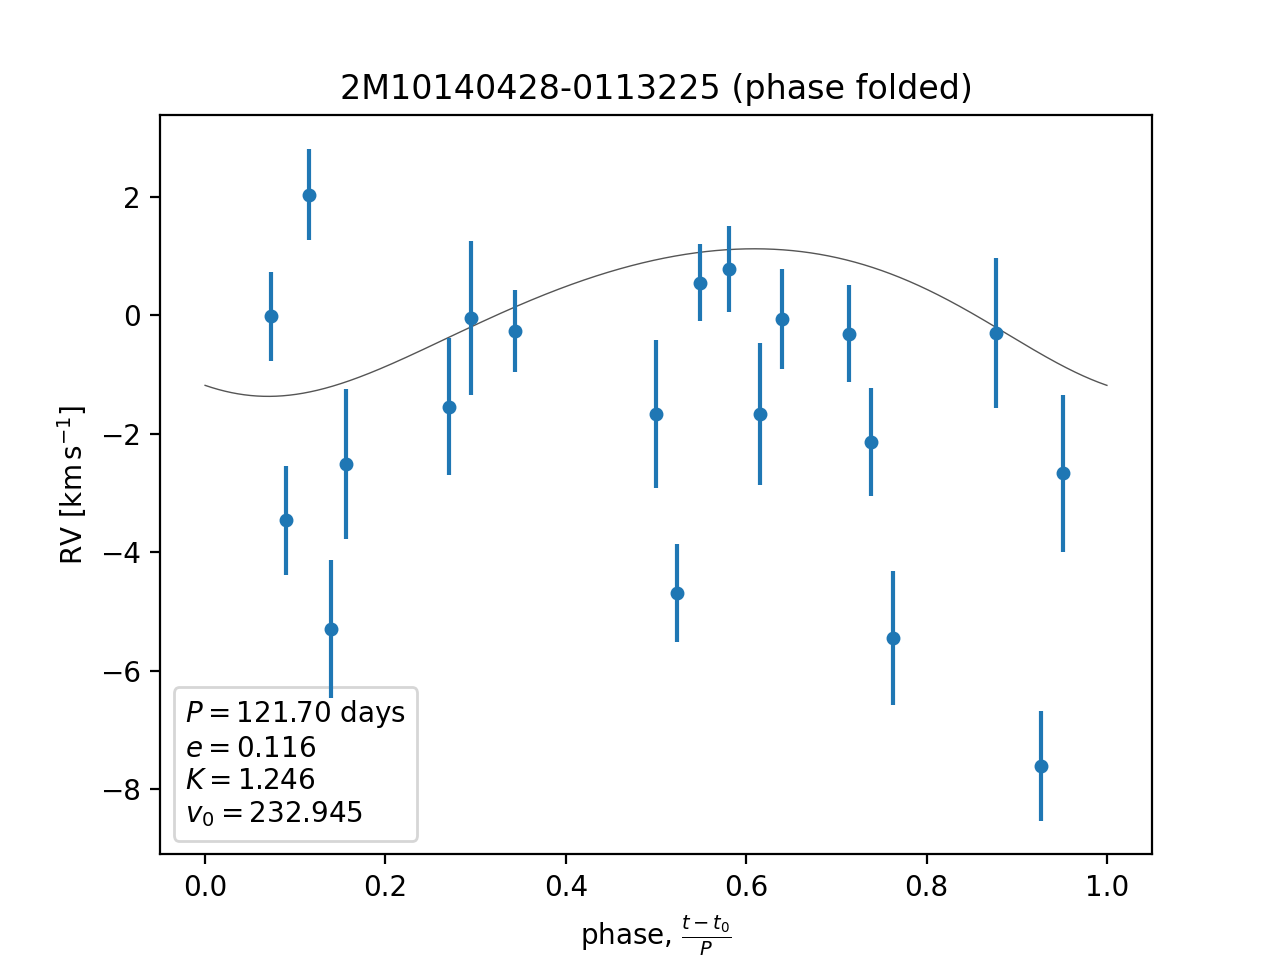 2M10140428-0113225 (phase folded)
RV [km s⁻¹]
2
0
−2
−4
−6
−8
P = 121.70 days
e = 0.116
K = 1.246
v₀ = 232.945
0.0 0.2 0.4 0.6 0.8 1.0
phase, (t − t₀)/P